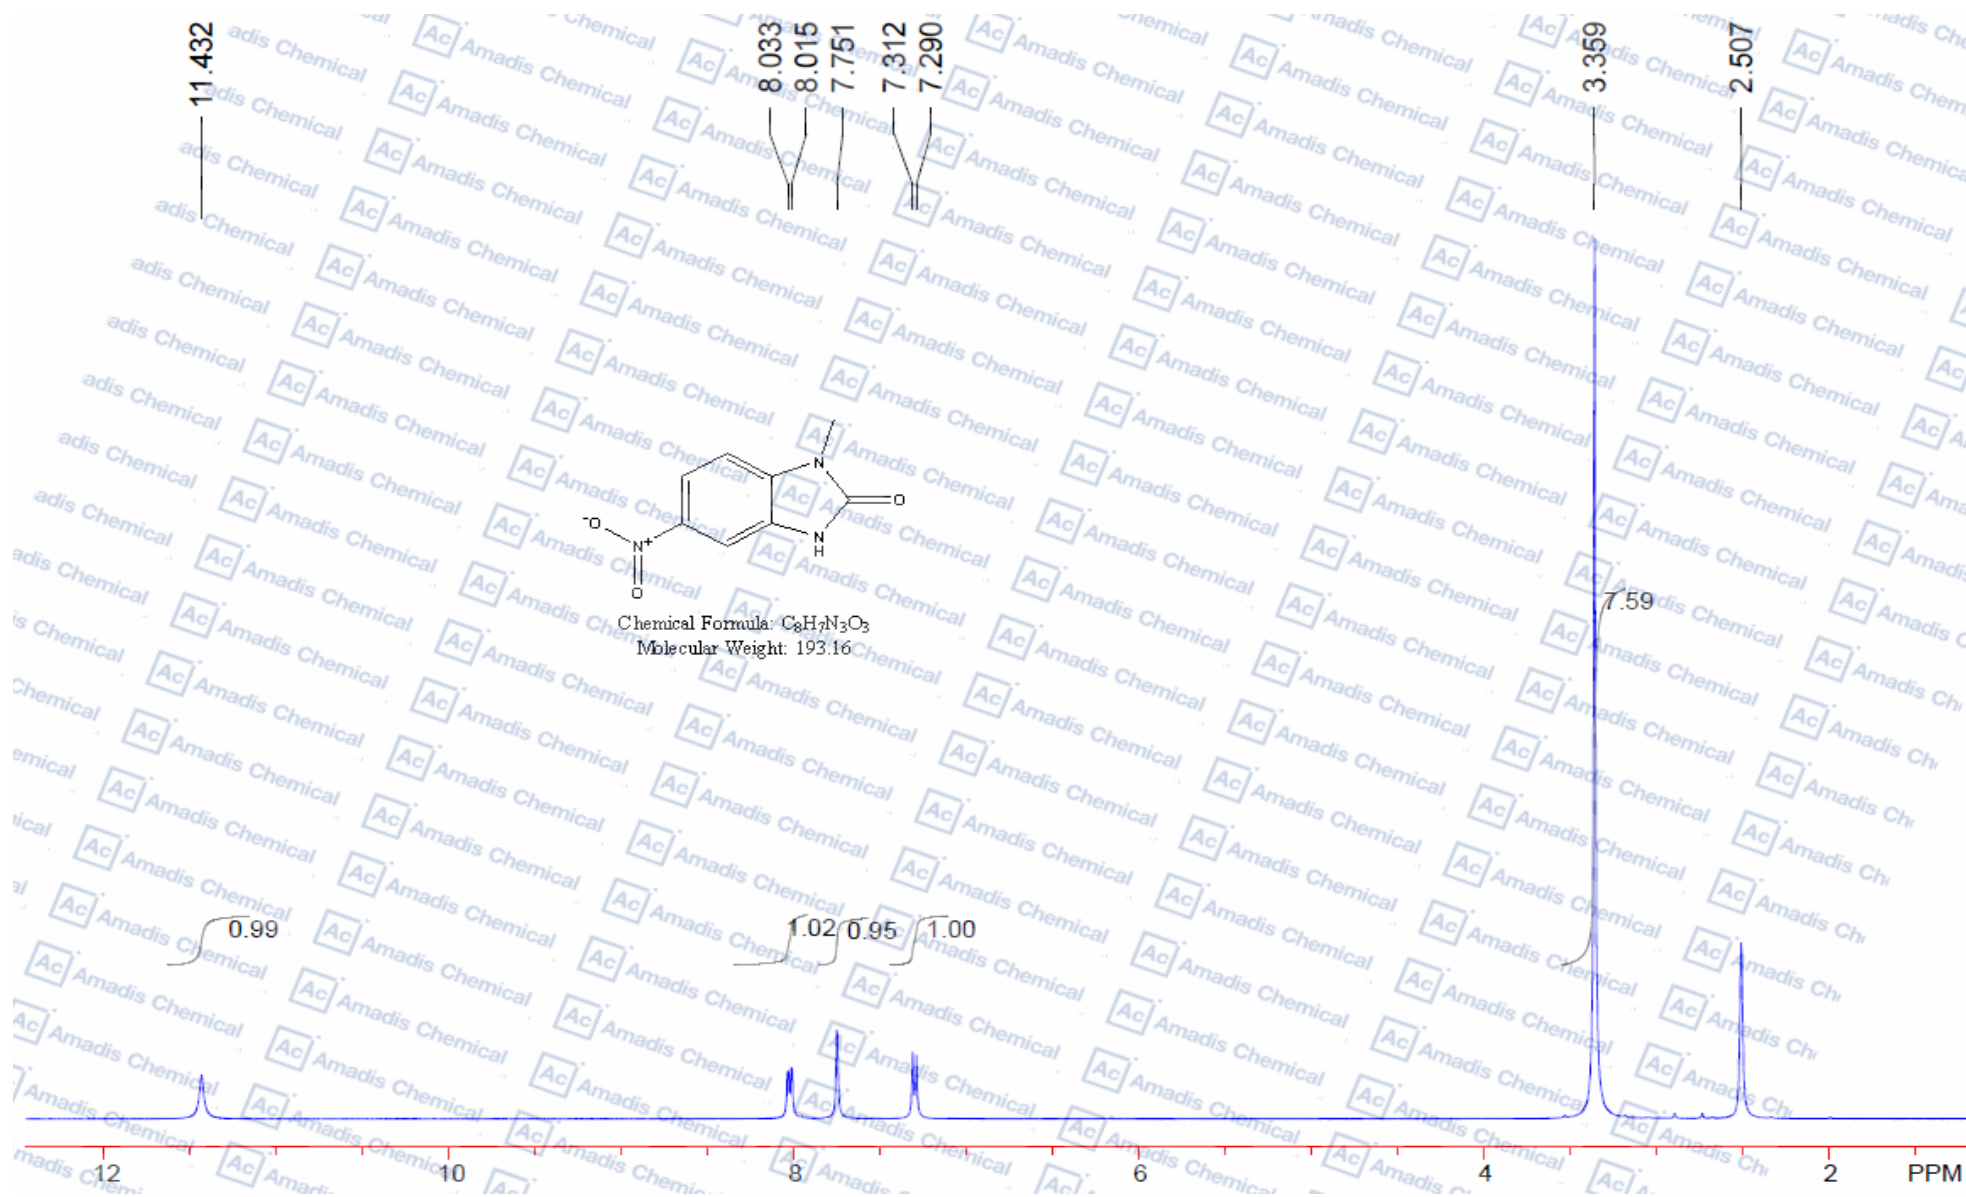 11.432
8.033
8.015
7.751
7.312
7.290
3.359
2.507
N
O
N
H
-O
N+
O
Chemical Formula: C8H7N3O3
Molecular Weight: 193.16
7.59
0.99
1.02
0.95
1.00
12
10
8
6
4
2
PPM
Ac Amadis Chemical